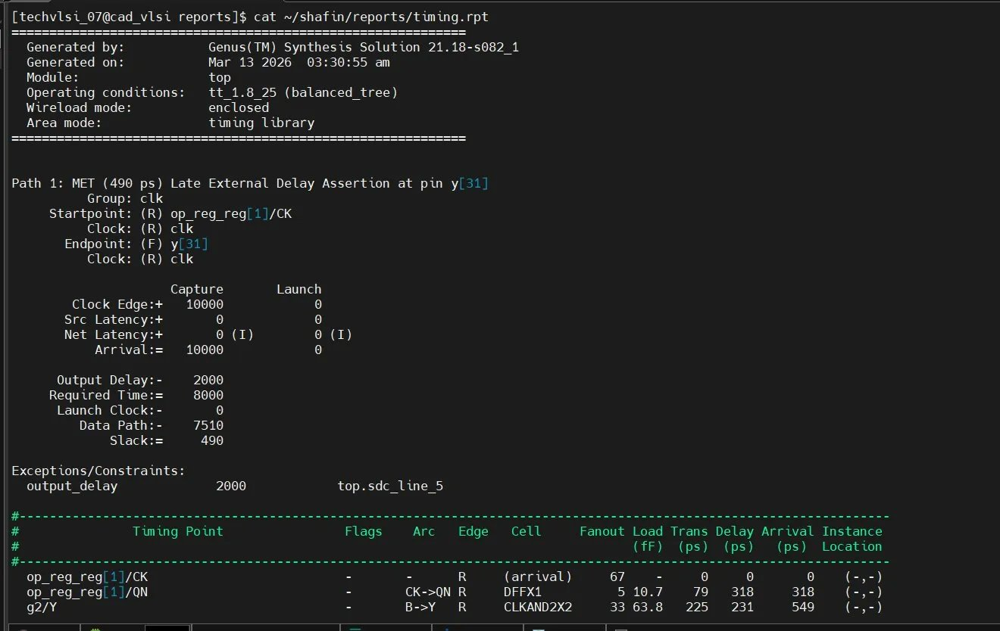 [techvlsi_07@cad_vlsi reports]$ cat ~/shafin/reports/timing.rpt
============================================================
  Generated by:           Genus(TM) Synthesis Solution 21.18-s082_1
  Generated on:           Mar 13 2026  03:30:55 am
  Module:                 top
  Operating conditions:   tt_1.8_25 (balanced_tree)
  Wireload mode:          enclosed
  Area mode:              timing library
============================================================
Path 1: MET (490 ps) Late External Delay Assertion at pin y[31]
          Group: clk
     Startpoint: (R) op_reg_reg[1]/CK
          Clock: (R) clk
       Endpoint: (F) y[31]
          Clock: (R) clk
                     Capture       Launch
        Clock Edge:+   10000            0
       Src Latency:+       0            0
       Net Latency:+       0 (I)        0 (I)
           Arrival:=   10000            0
      Output Delay:-    2000
     Required Time:=    8000
      Launch Clock:-       0
         Data Path:-    7510
             Slack:=     490
Exceptions/Constraints:
  output_delay             2000            top.sdc_line_5
#-------------------------------------------------------------------------------------------------------------------
#               Timing Point                Flags    Arc   Edge   Cell     Fanout Load Trans Delay Arrival Instance
#                                                                                 (fF)  (ps)  (ps)   (ps)  Location
#-------------------------------------------------------------------------------------------------------------------
  op_reg_reg[1]/CK                          -       -      R     (arrival)     67    -     0     0       0    (-,-)
  op_reg_reg[1]/QN                          -       CK->QN R     DFFX1          5 10.7    79   318     318    (-,-)
  g2/Y                                      -       B->Y   R     CLKAND2X2     33 63.8   225   231     549    (-,-)